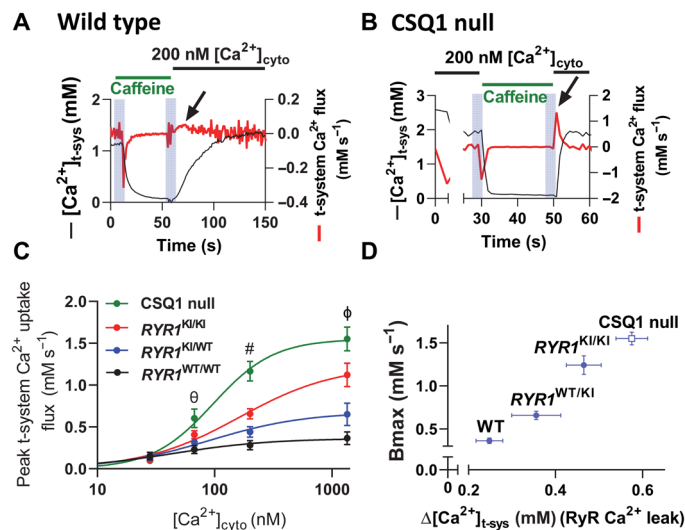 A
Wild type
200 nM [Ca²⁺]cyto
Caffeine
— [Ca²⁺]t-sys (mM)
2
1
0
0.2
0.0
-0.2
-0.4
— t-system Ca²⁺ flux
(mM s⁻¹)
0
50
100
150
Time (s)
B
CSQ1 null
200 nM [Ca²⁺]cyto
Caffeine
— [Ca²⁺]t-sys (mM)
3
2
1
0
2
1
0
−1
−2
— t-system Ca²⁺ flux
(mM s⁻¹)
0
30
40
50
60
Time (s)
C
Peak t-system Ca²⁺ uptake
flux (mM s⁻¹)
2.0
1.5
1.0
0.5
0.0
CSQ1 null
RYR1ᴷᴵ/ᴷᴵ
RYR1ᴷᴵ/ᵂᵀ
RYR1ᵂᵀ/ᵂᵀ
θ
#
ϕ
10
100
1000
[Ca²⁺]cyto (nM)
D
Bmax (mM s⁻¹)
1.5
1.0
0.5
0.0
CSQ1 null
RYR1ᴷᴵ/ᴷᴵ
RYR1ᵂᵀ/ᴷᴵ
WT
0
0.2
0.4
0.6
Δ[Ca²⁺]t-sys (mM) (RyR Ca²⁺
leak)